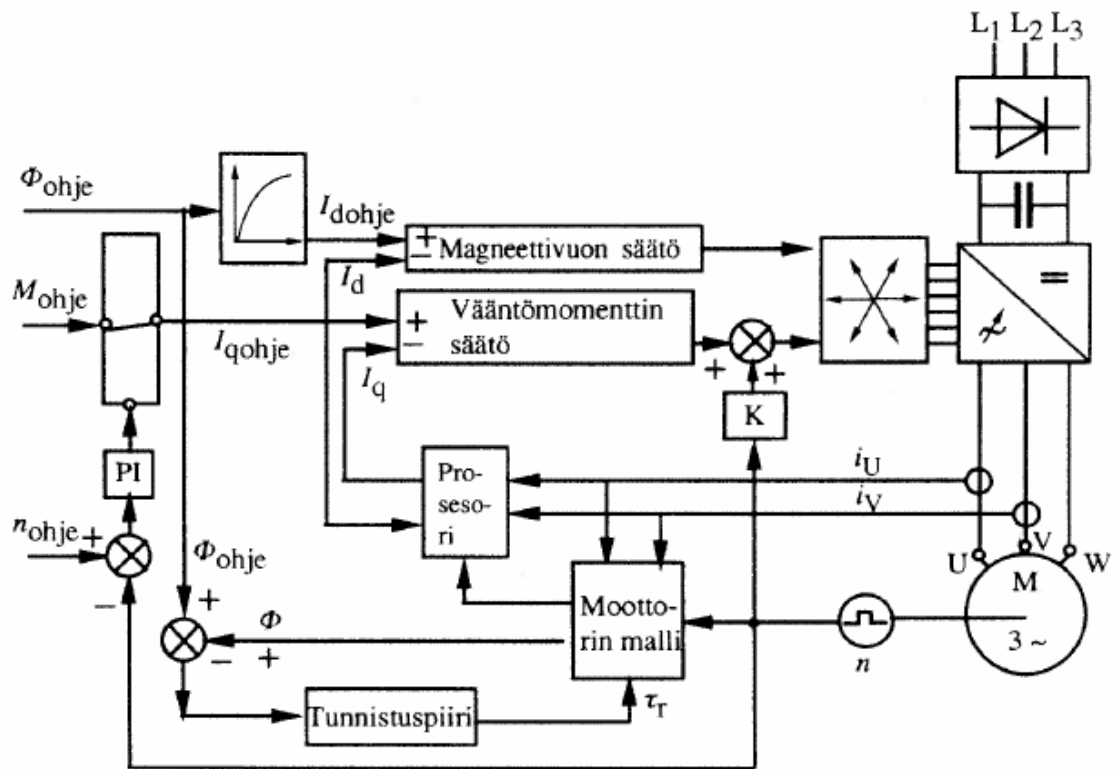 L1 L2 L3
Φohje
Idohje
+
− Magneettivuon säätö
Id
Mohje
+ Vääntömomenttin
− säätö
Iqohje
Iq
+ +
K
PI
Pro-
sesso-
ri
iU
iV
nohje +
−
Φohje
U V W
M
3 ~
+
−
Φ
+
Mootto-
rin malli
n
τr
Tunnistuspiiri